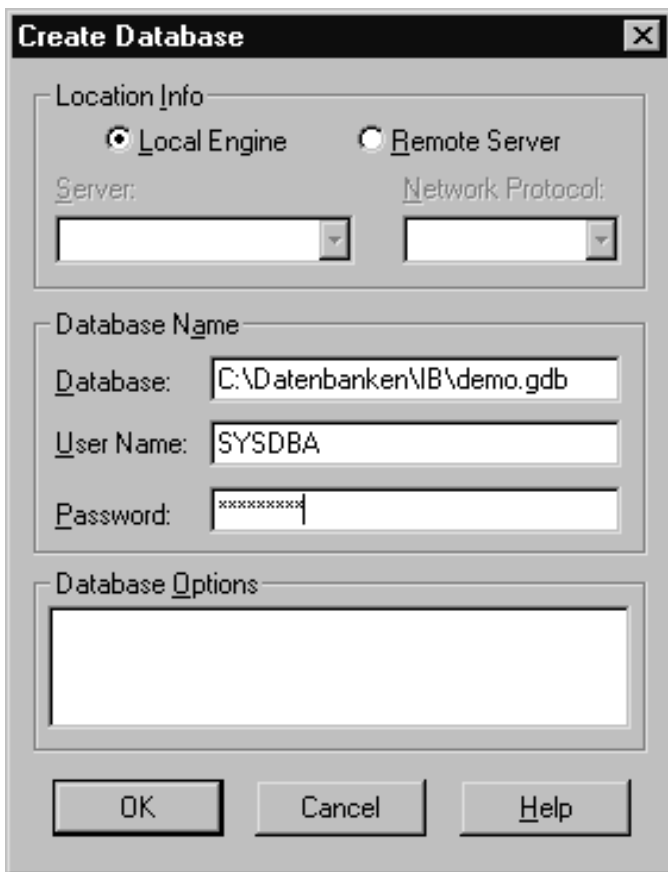 Create Database
Location Info
Local Engine Remote Server
Server: Network Protocol:
Database Name
Database: C:\Datenbanken\IB\demo.gdb
User Name: SYSDBA
Password: *********
Database Options
OK Cancel Help